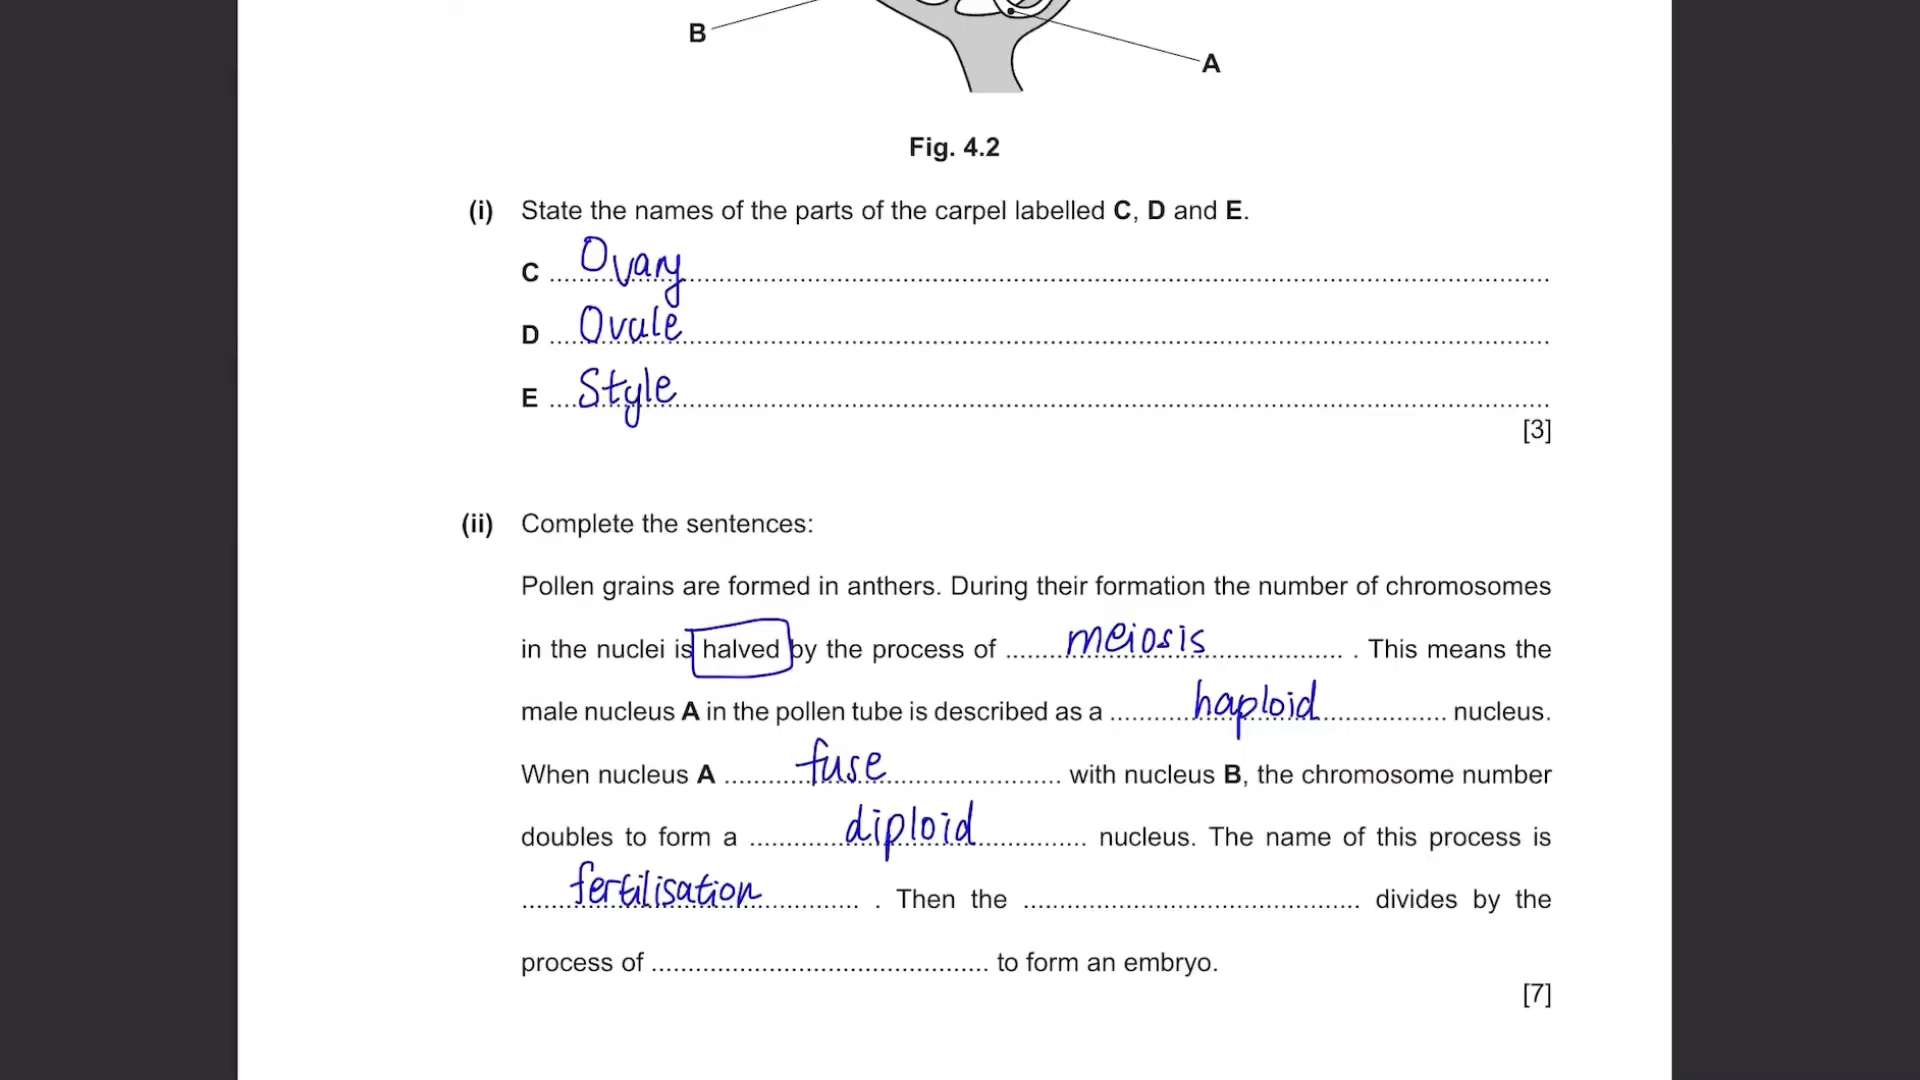 B
A
Fig. 4.2
(i) State the names of the parts of the carpel labelled C, D and E.
C ........ Ovary ........
D ........ Ovule ........
E ........ Style ........
[3]
(ii) Complete the sentences:
Pollen grains are formed in anthers. During their formation the number of chromosomes
in the nuclei is halved by the process of ........ meiosis ........ . This means the
male nucleus A in the pollen tube is described as a ........ haploid ........ nucleus.
When nucleus A ........ fuse ........ with nucleus B, the chromosome number
doubles to form a ........ diploid ........ nucleus. The name of this process is
........ fertilisation ........ . Then the ................ divides by the
process of ................ to form an embryo.
[7]